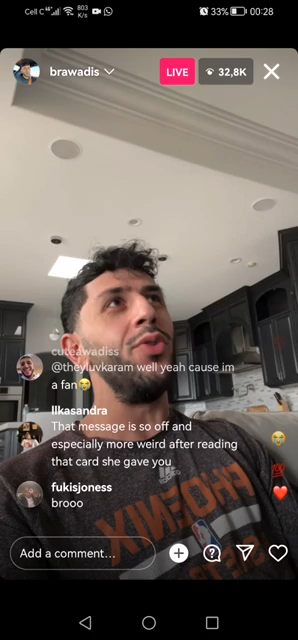 Cell C 4G+ 803 K/s 33% 00:28
brawadis LIVE 32,8K
cuteawadiss
@theyluvkaram well yeah cause im
a fan😭
llkasandra
That message is so off and
especially more weird after reading
that card she gave you
fukisjoness
brooo
PHOENIX
Add a comment...